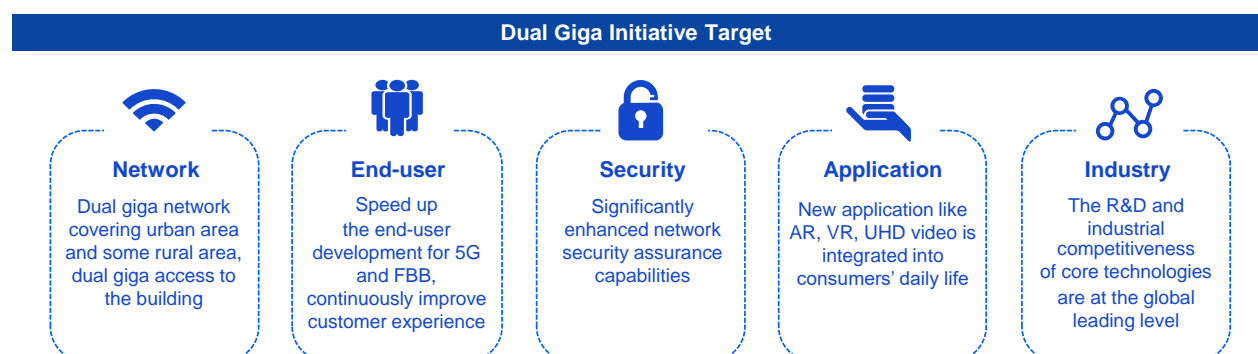 Dual Giga Initiative Target
Network
Dual giga network
covering urban area
and some rural area,
dual giga access to
the building
End-user
Speed up
the end-user
development for 5G
and FBB,
continuously improve
customer experience
Security
Significantly
enhanced network
security assurance
capabilities
Application
New application like
AR, VR, UHD video is
integrated into
consumers’ daily life
Industry
The R&D and
industrial
competitiveness
of core technologies
are at the global
leading level